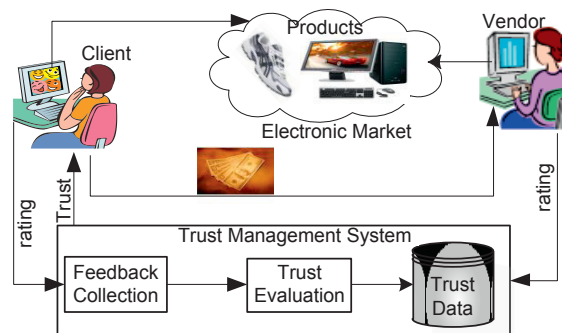 Products
Vendor
Client
Electronic Market
rating
Trust
rating
Trust Management System
Feedback
Collection
Trust
Evaluation
Trust
Data